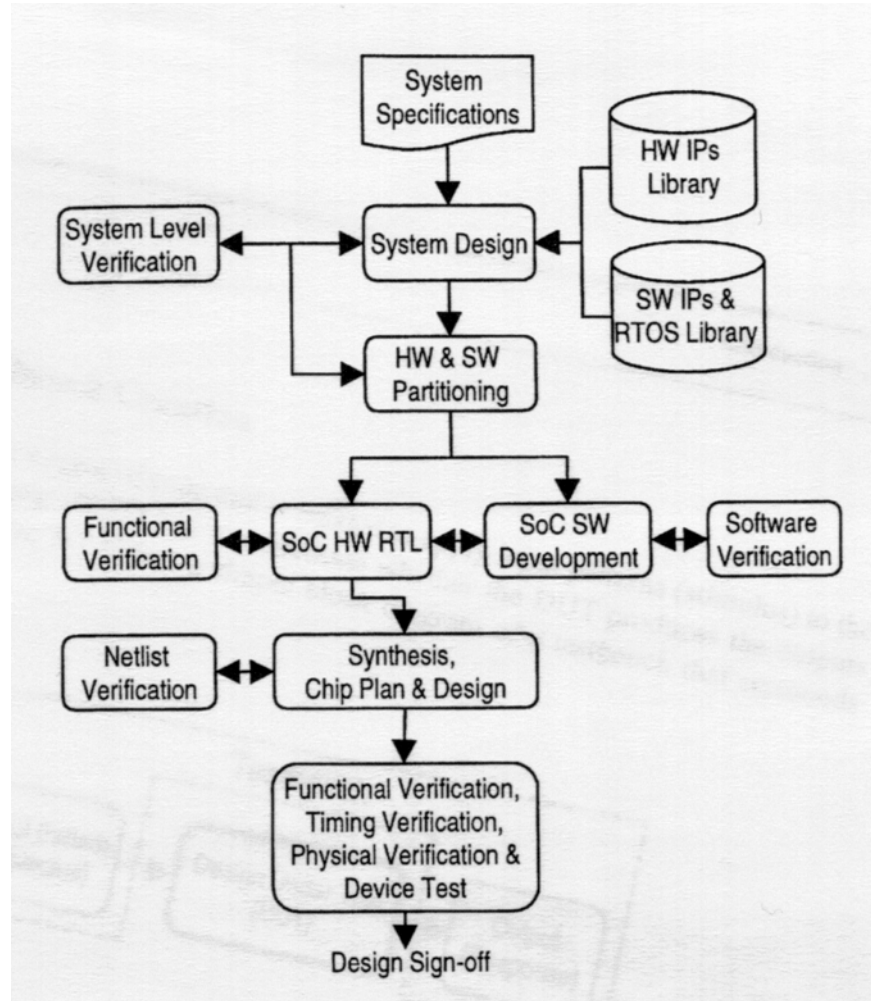 System
Specifications
HW IPs
Library
System Level
Verification
System Design
SW IPs &
RTOS Library
HW & SW
Partitioning
Functional
Verification
SoC HW RTL
SoC SW
Development
Software
Verification
Netlist
Verification
Synthesis,
Chip Plan & Design
Functional Verification,
Timing Verification,
Physical Verification &
Device Test
Design Sign-off